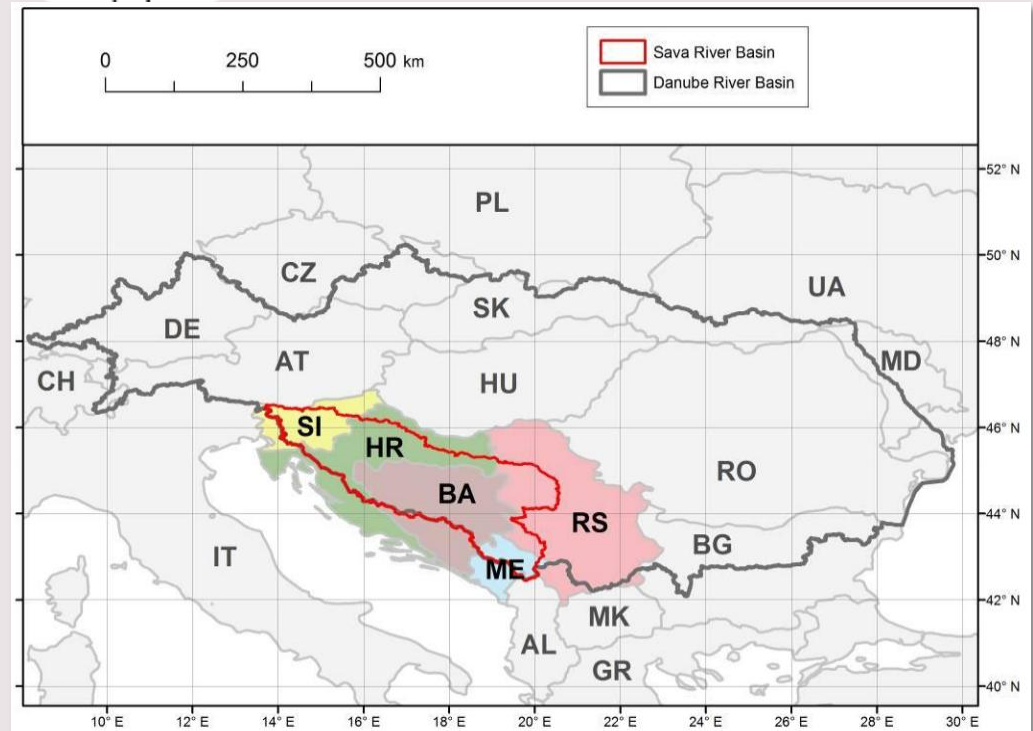 0 250 500 km
Sava River Basin
Danube River Basin
52° N
PL
50° N
CZ
UA
SK
DE
48° N
MD
AT
CH
HU
46° N
SI
HR
RO
BA
44° N
RS
BG
IT
ME
42° N
MK
AL
GR
40° N
10° E 12° E 14° E 16° E 18° E 20° E 22° E 24° E 26° E 28° E 30° E